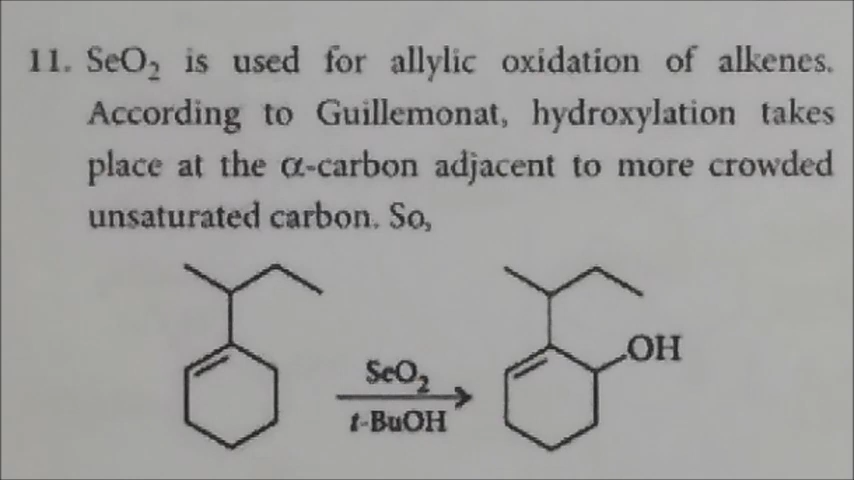 11. SeO₂ is used for allylic oxidation of alkenes.
According to Guillemonat, hydroxylation takes
place at the α-carbon adjacent to more crowded
unsaturated carbon. So,
OH
SeO₂
t-BuOH